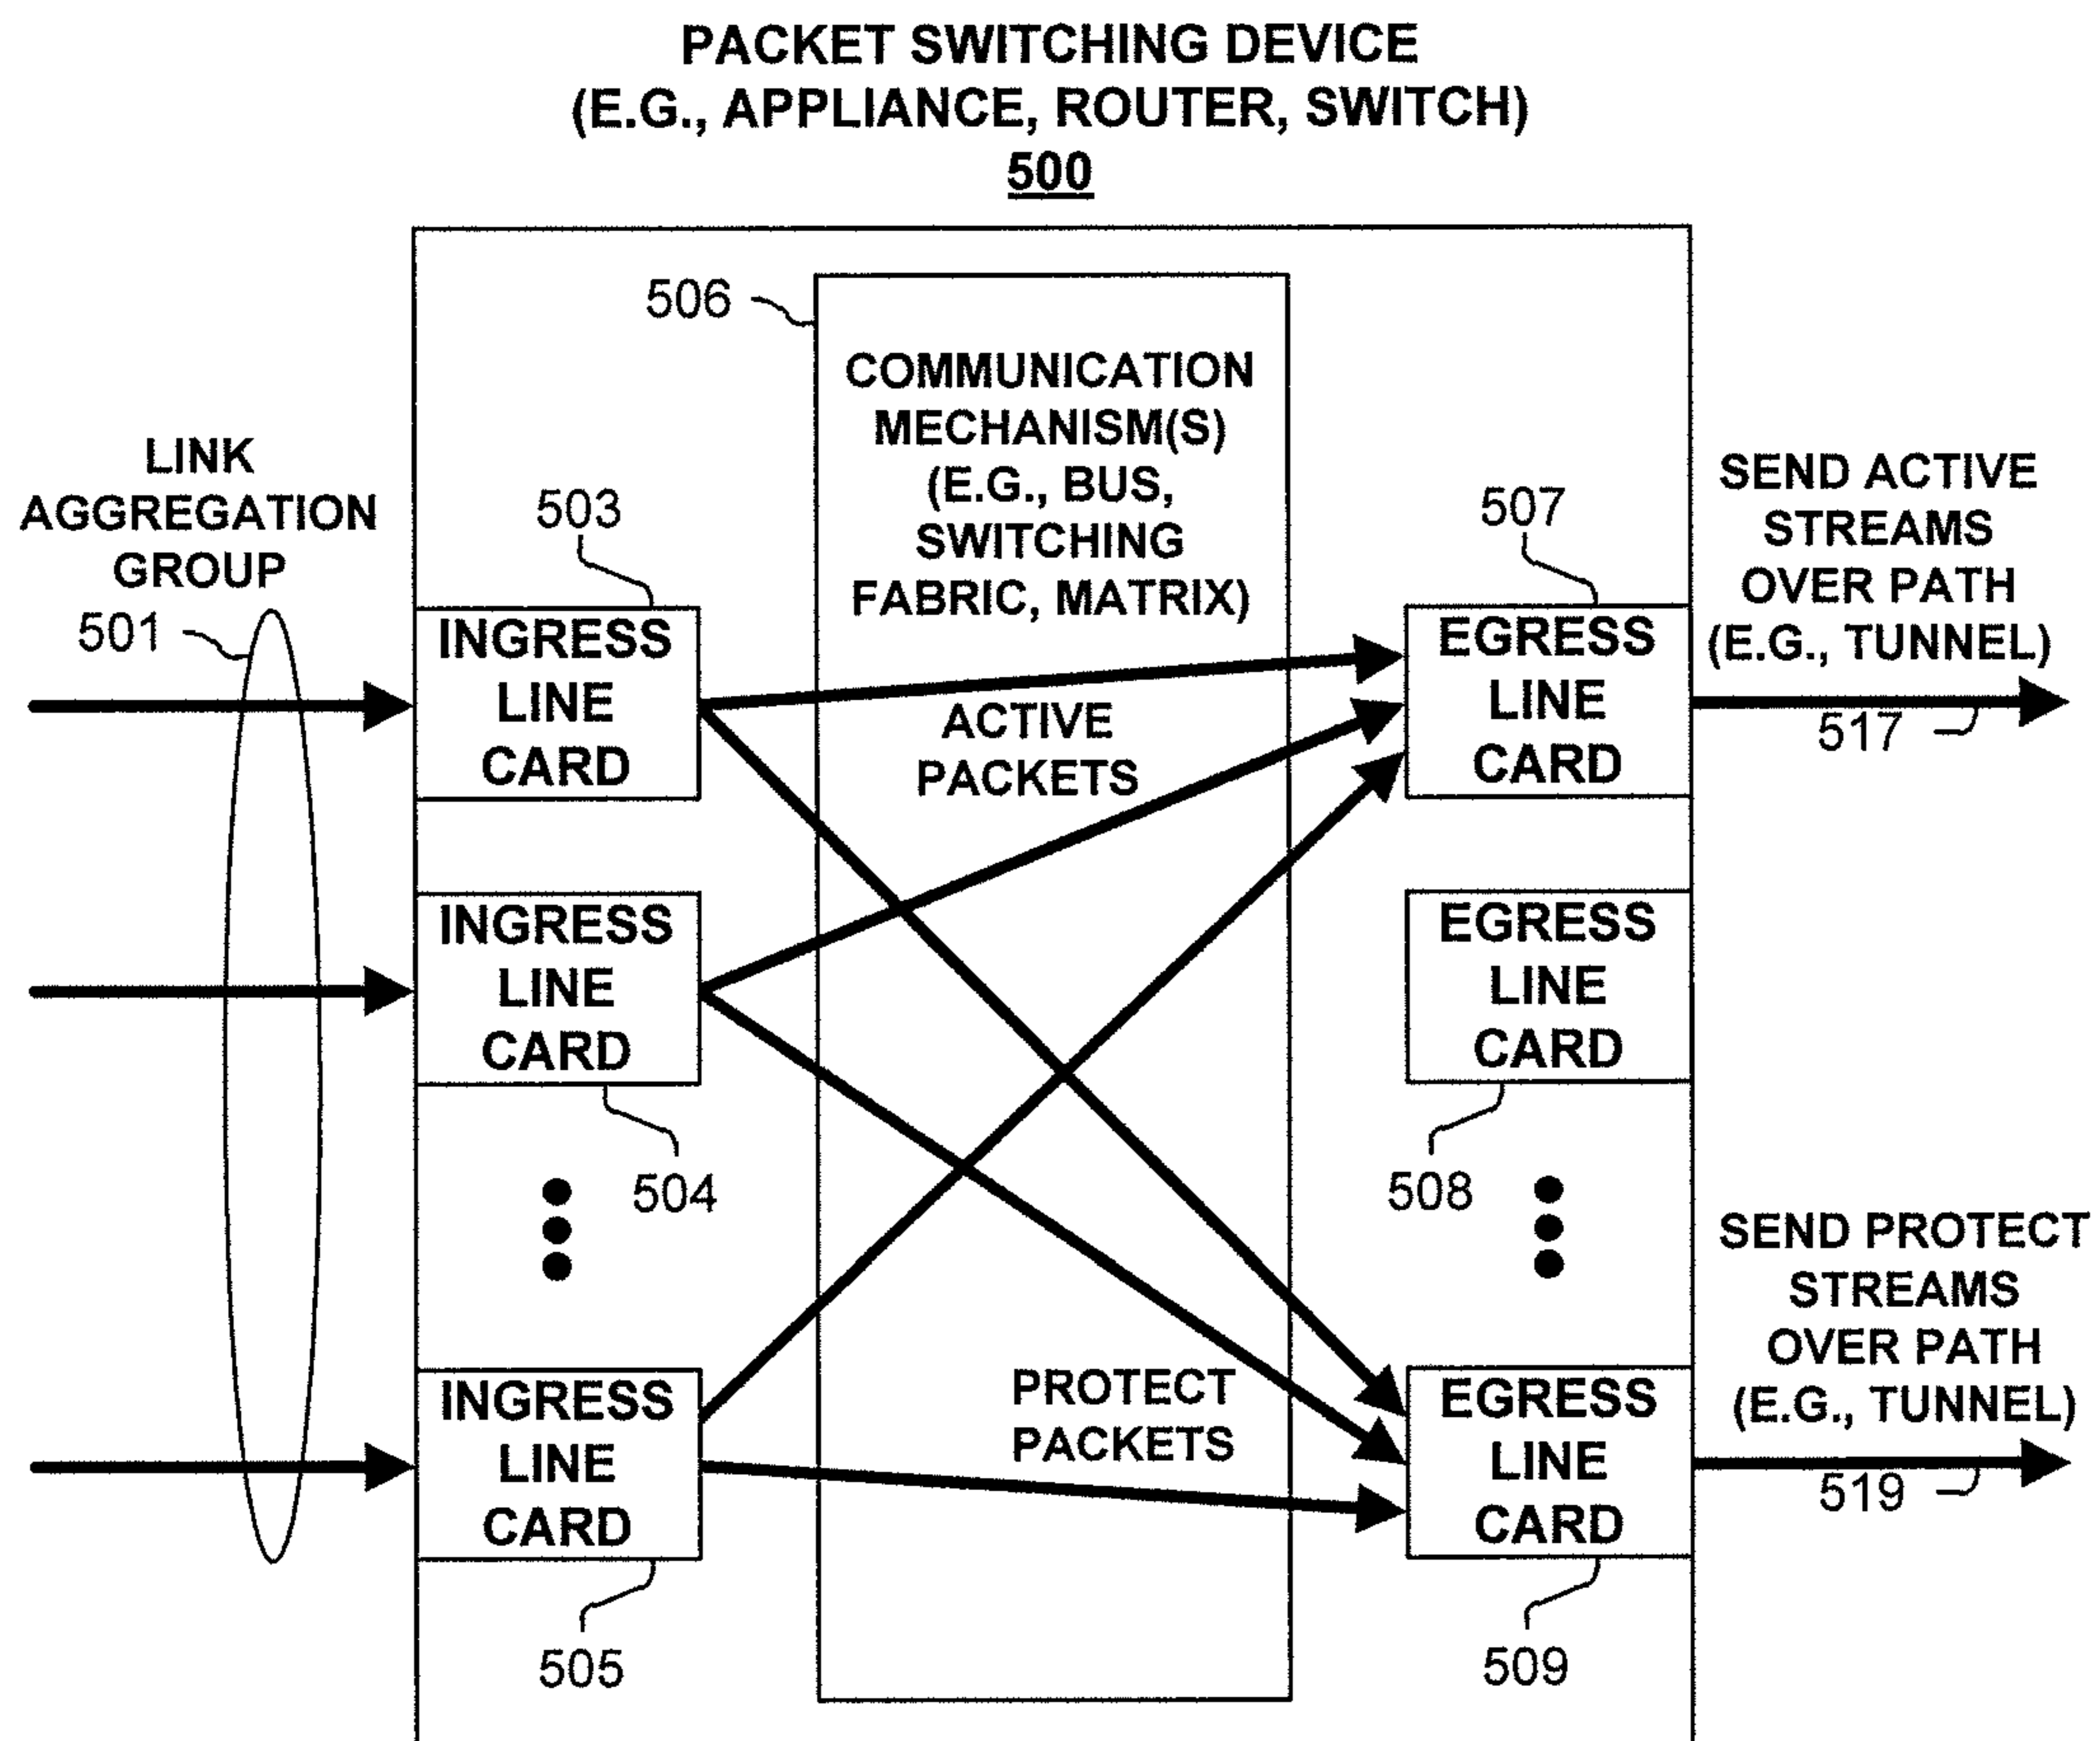 PACKET SWITCHING DEVICE
(E.G., APPLIANCE, ROUTER, SWITCH)
500
506
COMMUNICATION
MECHANISM(S)
(E.G., BUS,
SWITCHING
FABRIC, MATRIX)
LINK
AGGREGATION
GROUP
501
503
INGRESS
LINE
CARD
507
EGRESS
LINE
CARD
SEND ACTIVE
STREAMS
OVER PATH
(E.G., TUNNEL)
517
ACTIVE
PACKETS
INGRESS
LINE
CARD
504
EGRESS
LINE
CARD
508
SEND PROTECT
STREAMS
OVER PATH
(E.G., TUNNEL)
519
PROTECT
PACKETS
INGRESS
LINE
CARD
505
EGRESS
LINE
CARD
509